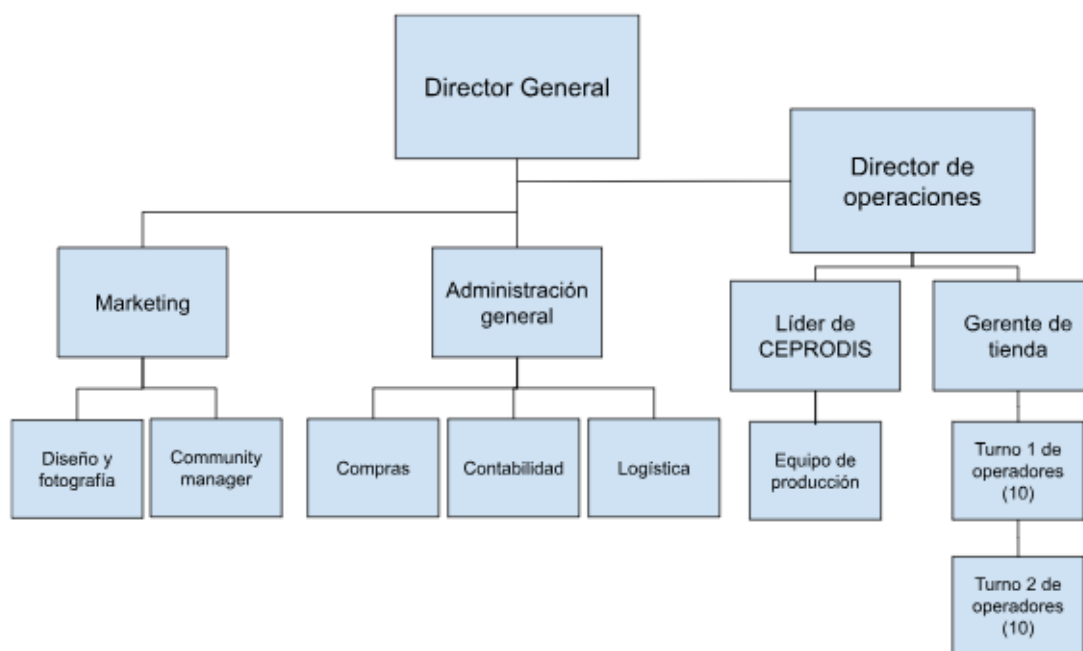 Director General
Director de
operaciones
Marketing
Administración
general
Líder de
CEPRODIS
Gerente de
tienda
Diseño y
fotografía
Community
manager
Compras
Contabilidad
Logística
Equipo de
producción
Turno 1 de
operadores
(10)
Turno 2 de
operadores
(10)